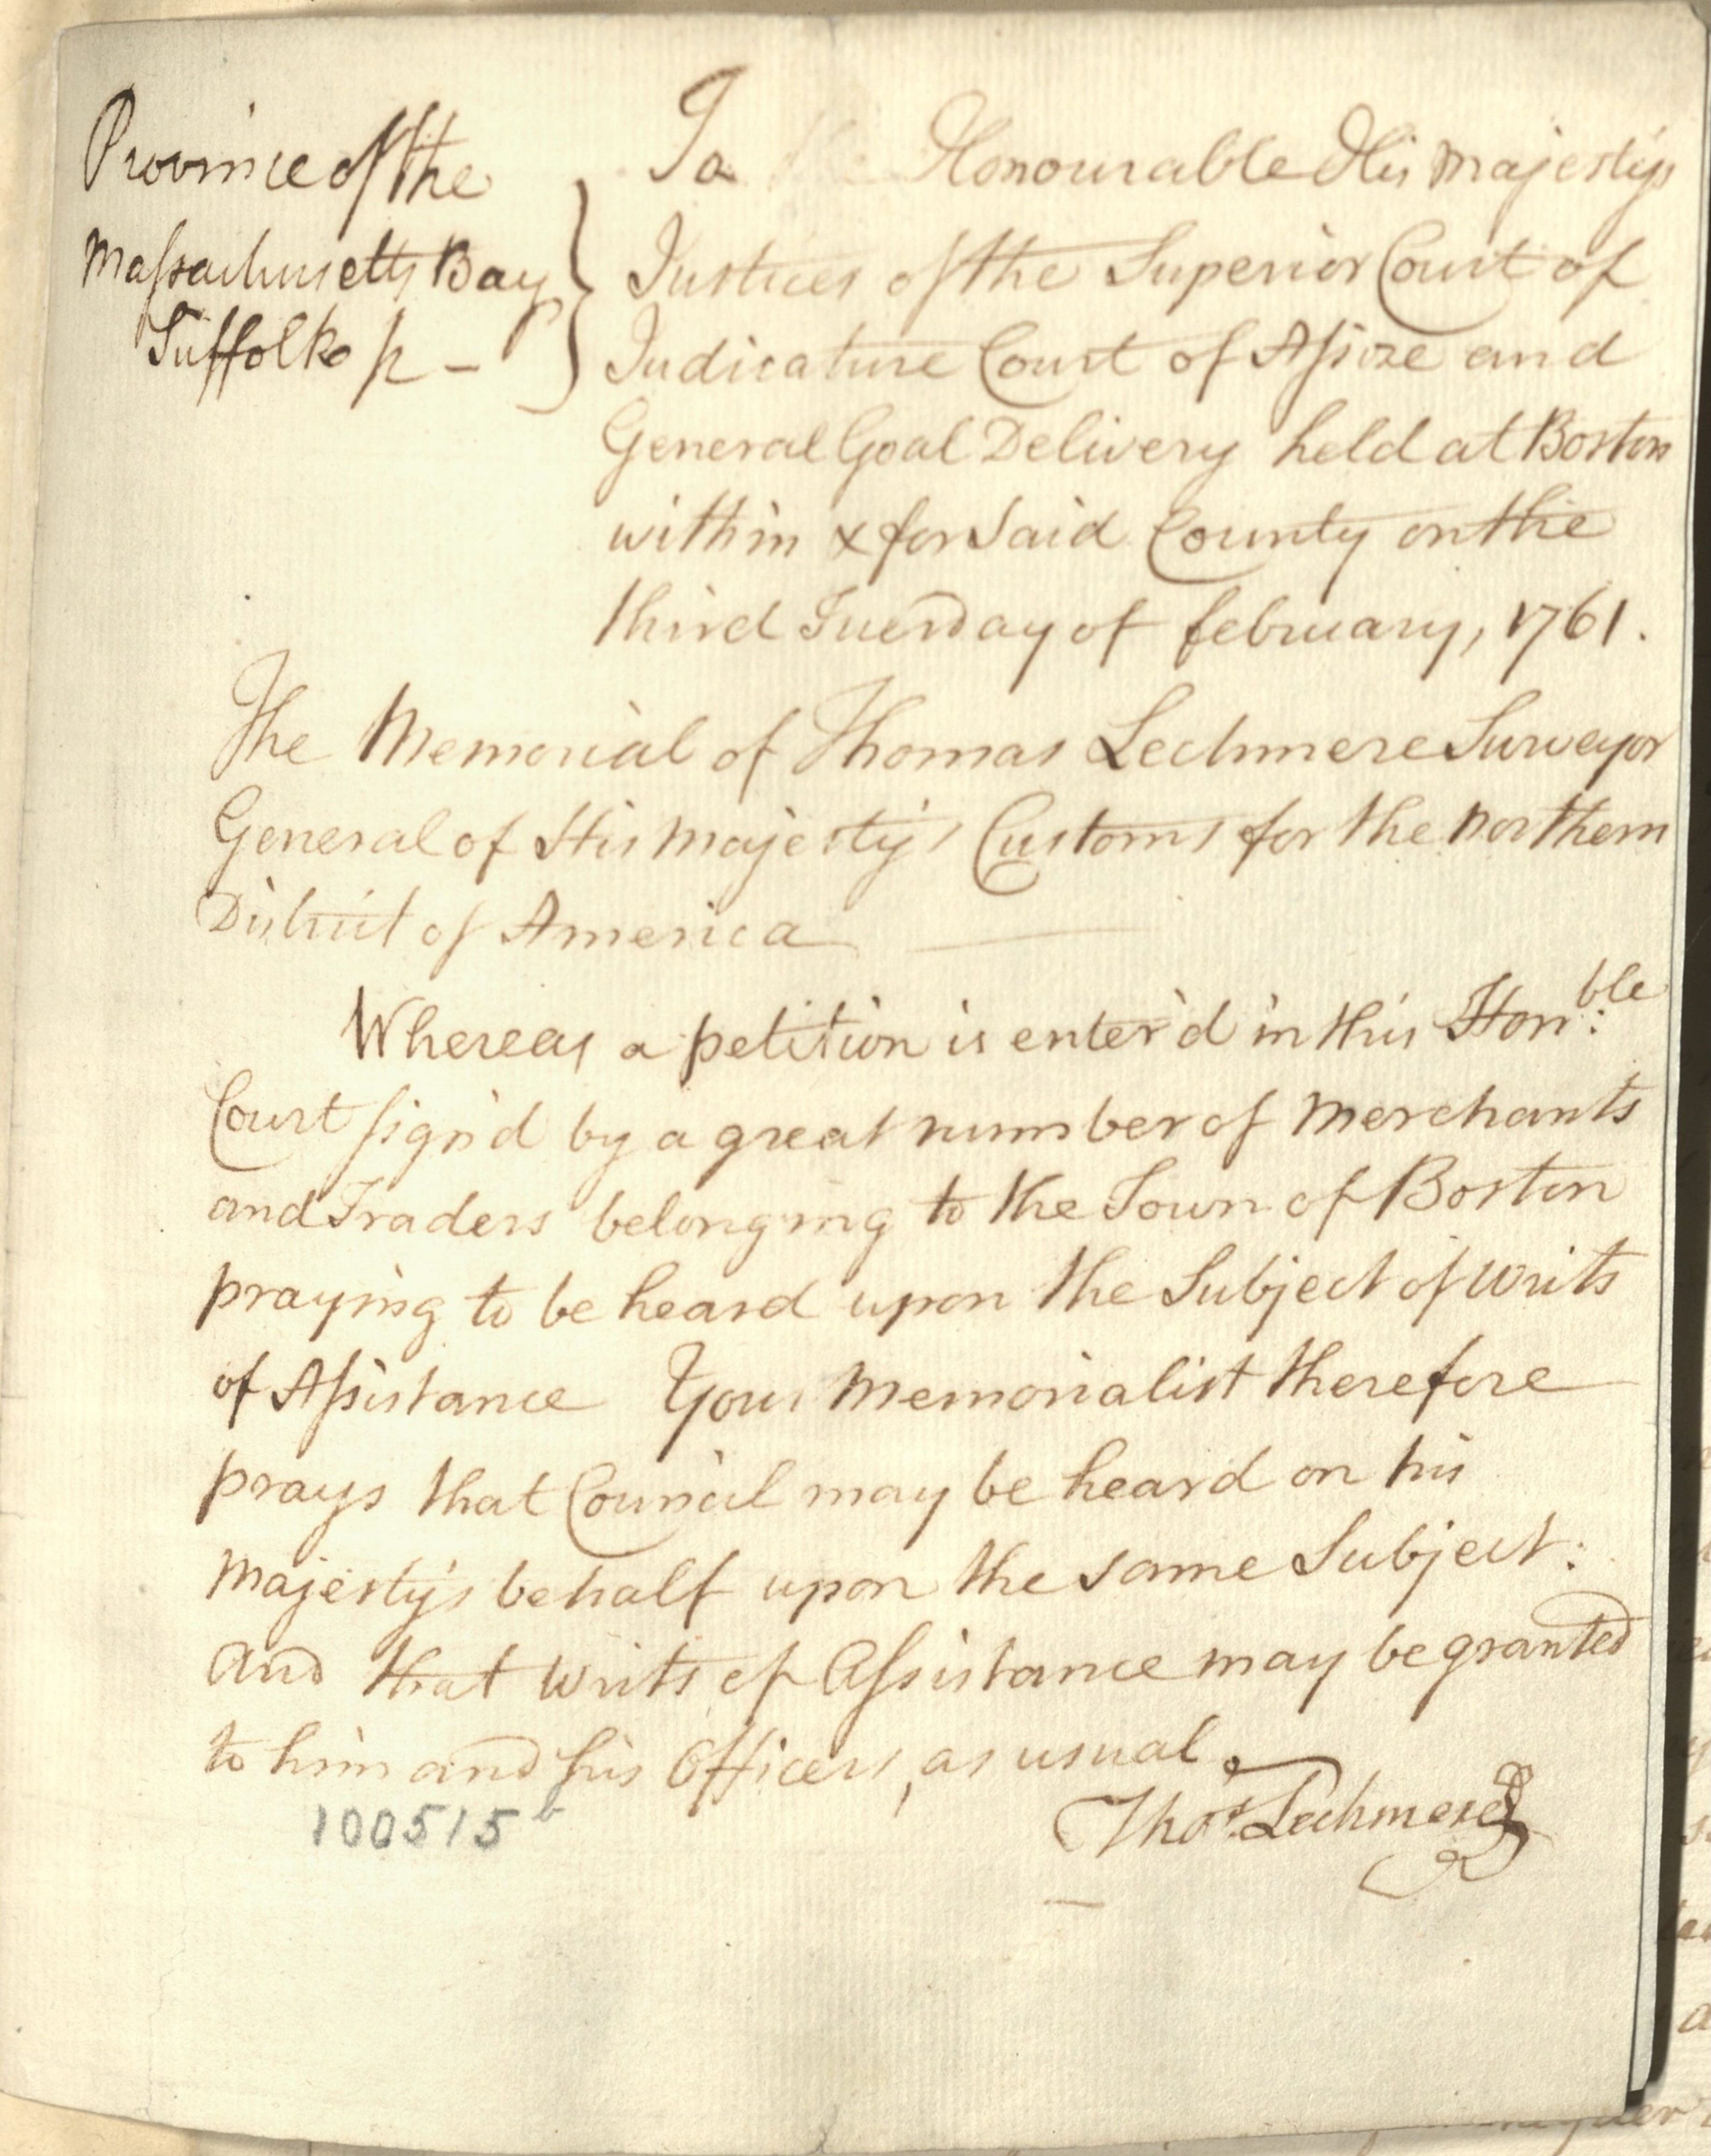 Province of the
Massachusetts Bay
Suffolk ss –
To Honourable His Majestys
Justices of the Superior Court of
Judicature Court of Assize and
General Goal Delivery held at Boston
within & for Said County on the
third Tuesday of february, 1761.
The Memorial of Thomas Lechmere Surveyor
General of His Majesty's Customs for the Northern
District of America
Whereas a petition is enter'd in this Hon:ble
Court sign'd by a great number of Merchants
and Traders belonging to the Town of Boston
praying to be heard upon the Subject of Writs
of Assistance Your Memorialist therefore
prays that Council may be heard on his
Majesty's behalf upon the same Subject:
And that Writs of Assistance may be granted
to him and his Officers, as usual.
Thos. Lechmere
100515b